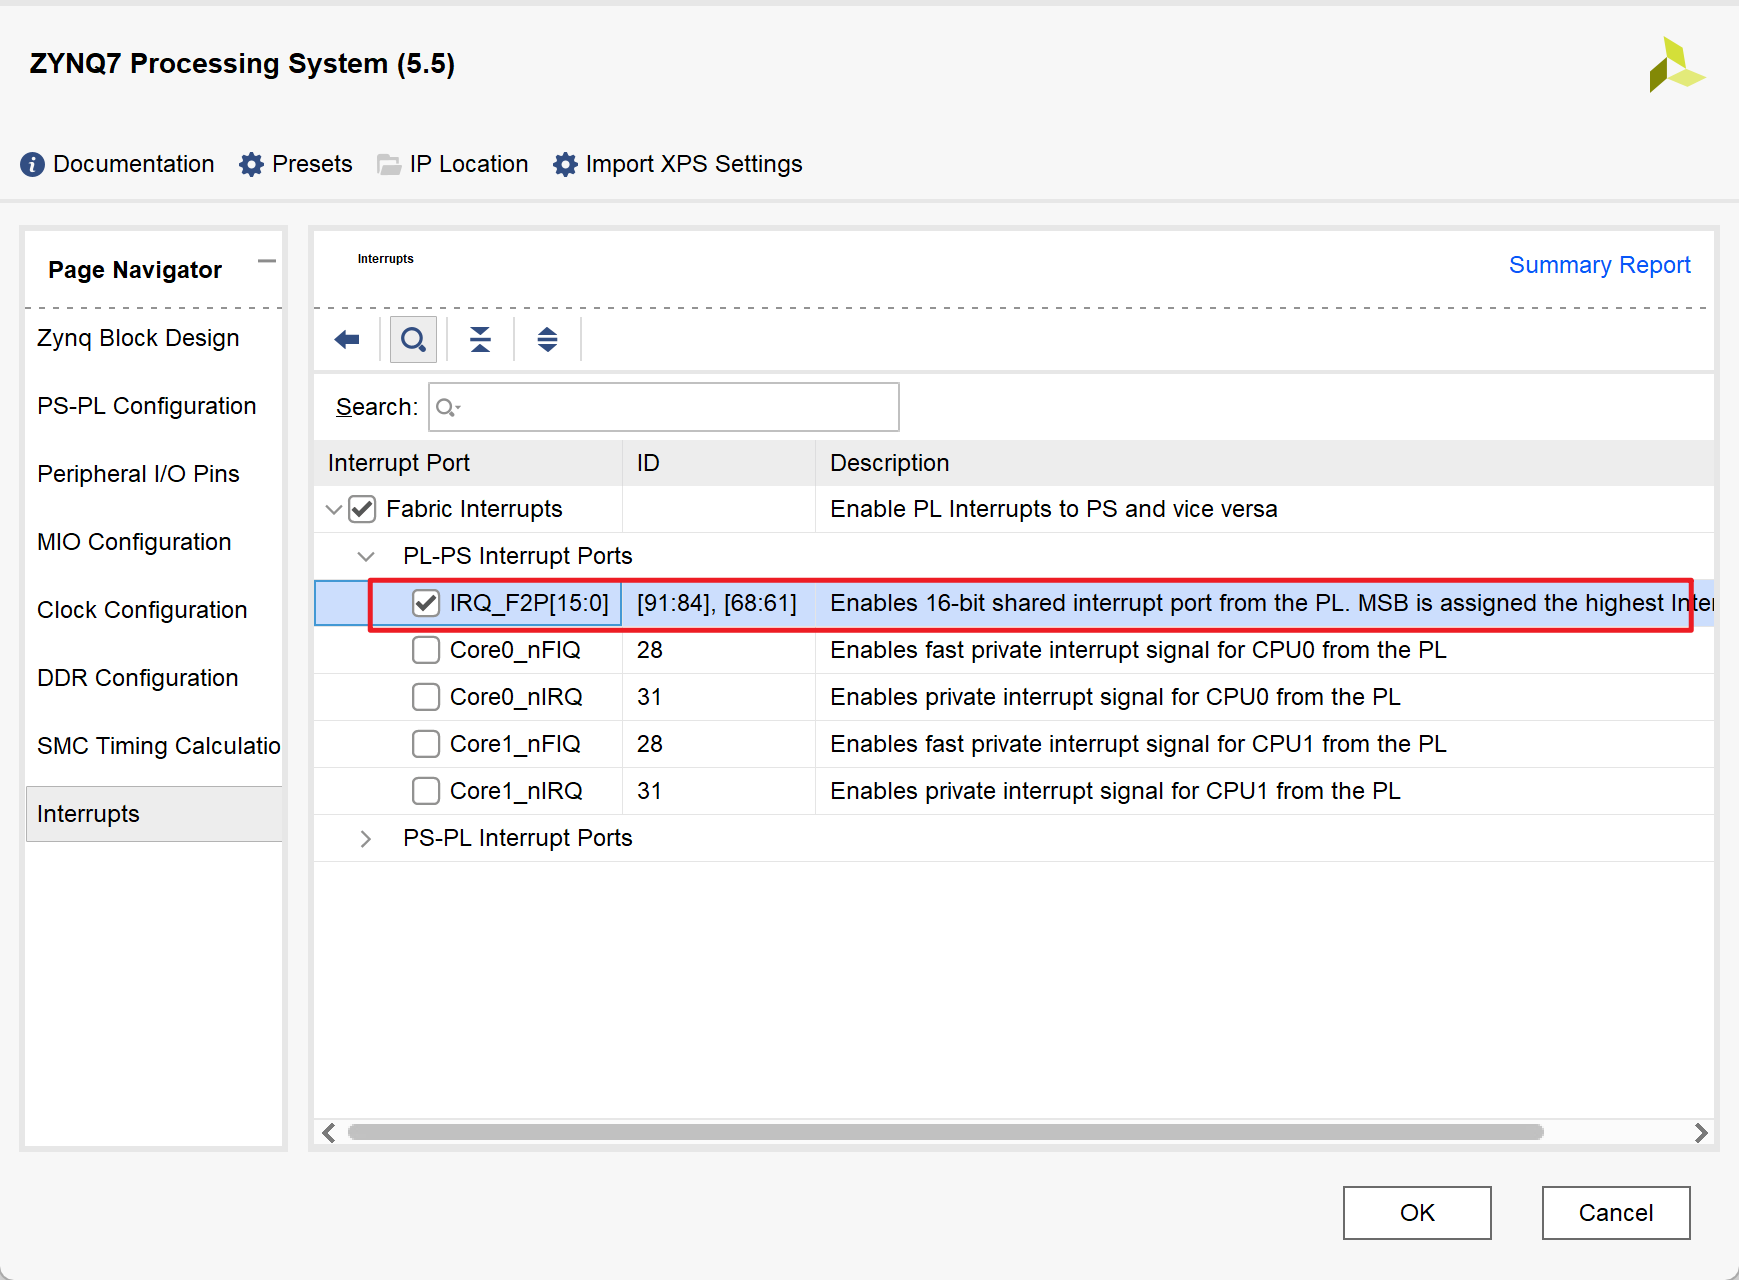 ZYNQ7 Processing System (5.5)
Documentation Presets IP Location Import XPS Settings
Page Navigator
Zynq Block Design
PS-PL Configuration
Peripheral I/O Pins
MIO Configuration
Clock Configuration
DDR Configuration
SMC Timing Calculatio
Interrupts
Interrupts
Summary Report
Search:
Interrupt Port ID Description
Fabric Interrupts Enable PL Interrupts to PS and vice versa
PL-PS Interrupt Ports
IRQ_F2P[15:0] [91:84], [68:61] Enables 16-bit shared interrupt port from the PL. MSB is assigned the highest Inter
Core0_nFIQ 28 Enables fast private interrupt signal for CPU0 from the PL
Core0_nIRQ 31 Enables private interrupt signal for CPU0 from the PL
Core1_nFIQ 28 Enables fast private interrupt signal for CPU1 from the PL
Core1_nIRQ 31 Enables private interrupt signal for CPU1 from the PL
PS-PL Interrupt Ports
OK Cancel